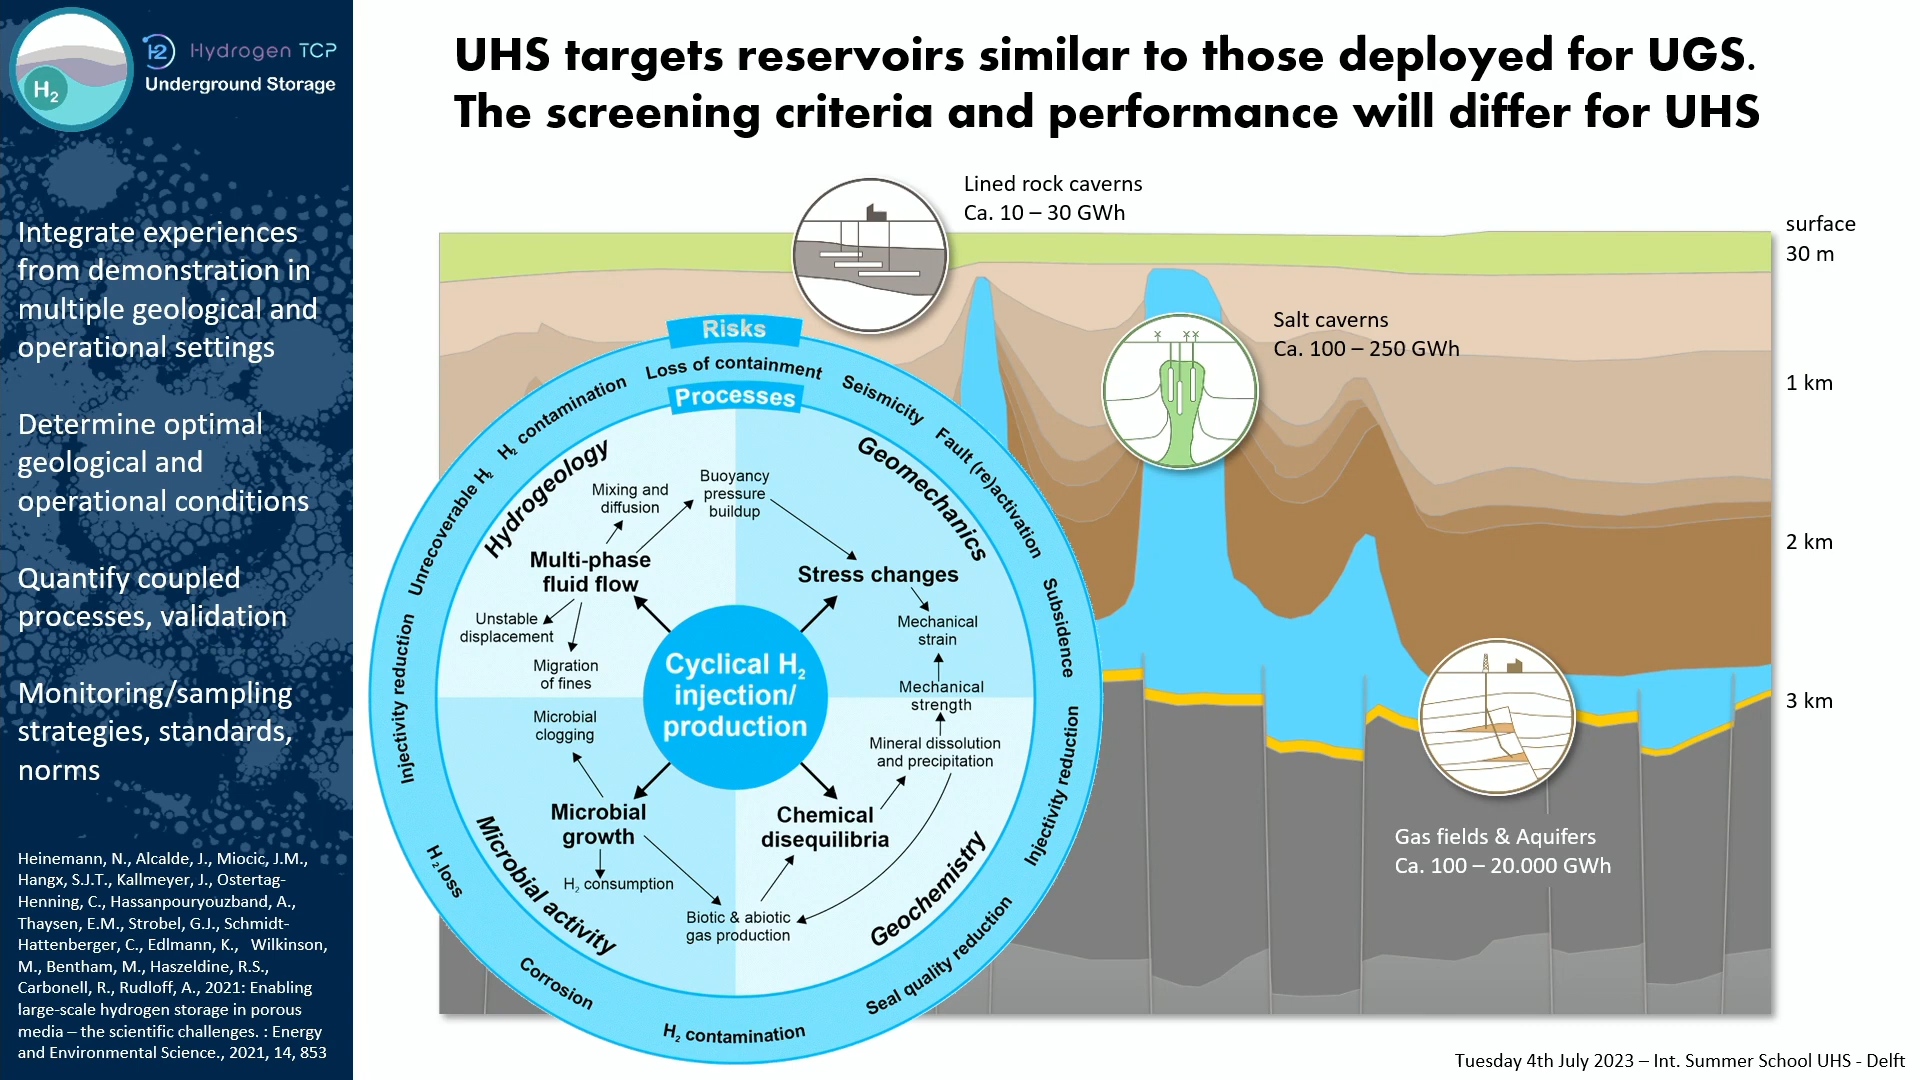 H2 Hydrogen TCP
Underground Storage
H₂
UHS targets reservoirs similar to those deployed for UGS.
The screening criteria and performance will differ for UHS
Integrate experiences
from demonstration in
multiple geological and
operational settings
Determine optimal
geological and
operational conditions
Quantify coupled
processes, validation
Monitoring/sampling
strategies, standards,
norms
Heinemann, N., Alcalde, J., Miocic, J.M.,
Hangx, S.J.T., Kallmeyer, J., Ostertag-
Henning, C., Hassanpouryouzband, A.,
Thaysen, E.M., Strobel, G.J., Schmidt-
Hattenberger, C., Edlmann, K., Wilkinson,
M., Bentham, M., Haszeldine, R.S.,
Carbonell, R., Rudloff, A., 2021: Enabling
large-scale hydrogen storage in porous
media – the scientific challenges. : Energy
and Environmental Science., 2021, 14, 853
Lined rock caverns
Ca. 10 – 30 GWh
surface
30 m
Salt caverns
Ca. 100 – 250 GWh
1 km
2 km
3 km
Gas fields & Aquifers
Ca. 100 – 20.000 GWh
Risks
Loss of containment
Seismicity
Fault (re)activation
Subsidence
Injectivity reduction
Seal quality reduction
H₂ contamination
Corrosion
H₂ loss
Injectivity reduction
Unrecoverable H₂
H₂ contamination
Processes
Hydrogeology
Mixing and
diffusion
Buoyancy
pressure
buildup
Multi-phase
fluid flow
Unstable
displacement
Migration
of fines
Geomechanics
Stress changes
Mechanical
strain
Mechanical
strength
Cyclical H₂
injection/
production
Microbial
clogging
Microbial
growth
H₂ consumption
Microbial activity
Mineral dissolution
and precipitation
Chemical
disequilibria
Biotic & abiotic
gas production
Geochemistry
Tuesday 4th July 2023 – Int. Summer School UHS - Delft